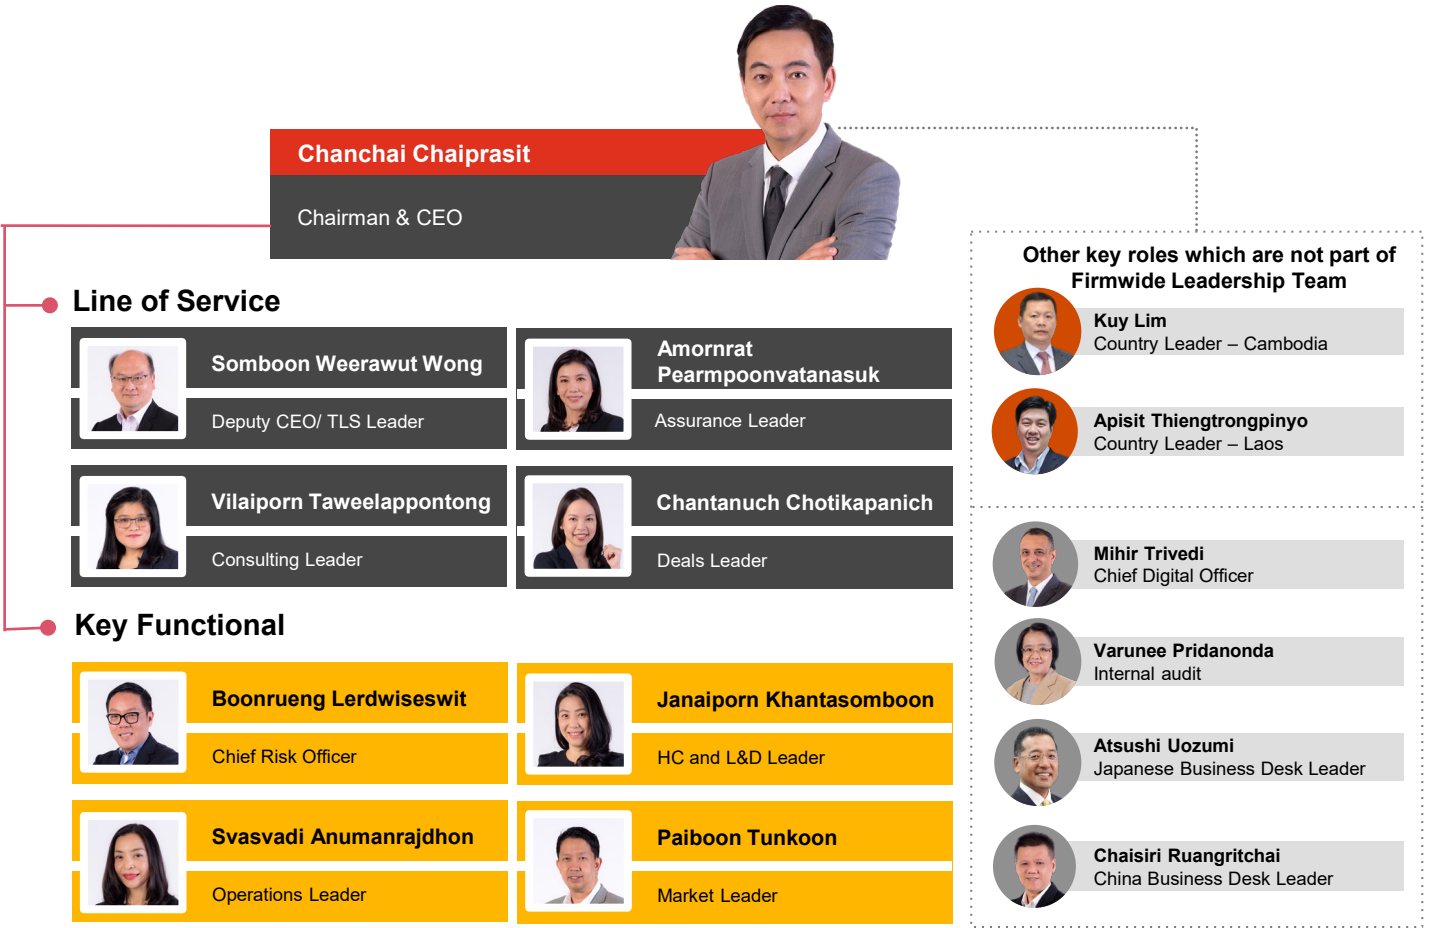 Chanchai Chaiprasit
Chairman & CEO
Line of Service
Somboon Weerawut Wong
Deputy CEO/ TLS Leader
Amornrat
Pearmpoonvatanasuk
Assurance Leader
Vilaiporn Taweelappontong
Consulting Leader
Chantanuch Chotikapanich
Deals Leader
Key Functional
Boonrueng Lerdwiseswit
Chief Risk Officer
Janaiporn Khantasomboon
HC and L&D Leader
Svasvadi Anumanrajdhon
Operations Leader
Paiboon Tunkoon
Market Leader
Other key roles which are not part of
Firmwide Leadership Team
Kuy Lim
Country Leader – Cambodia
Apisit Thiengtrongpinyo
Country Leader – Laos
Mihir Trivedi
Chief Digital Officer
Varunee Pridanonda
Internal audit
Atsushi Uozumi
Japanese Business Desk Leader
Chaisiri Ruangritchai
China Business Desk Leader